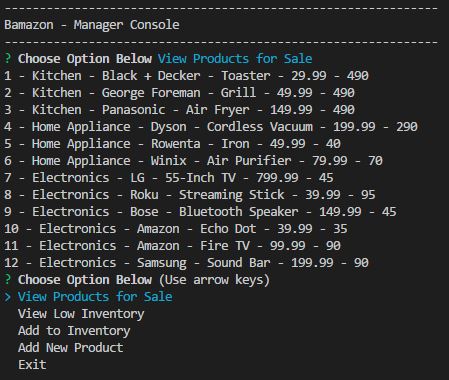 --------------------------------------------------------------
Bamazon - Manager Console
--------------------------------------------------------------
? Choose Option Below View Products for Sale
1 - Kitchen - Black + Decker - Toaster - 29.99 - 490
2 - Kitchen - George Foreman - Grill - 49.99 - 490
3 - Kitchen - Panasonic - Air Fryer - 149.99 - 490
4 - Home Appliance - Dyson - Cordless Vacuum - 199.99 - 290
5 - Home Appliance - Rowenta - Iron - 49.99 - 40
6 - Home Appliance - Winix - Air Purifier - 79.99 - 70
7 - Electronics - LG - 55-Inch TV - 799.99 - 45
8 - Electronics - Roku - Streaming Stick - 39.99 - 95
9 - Electronics - Bose - Bluetooth Speaker - 149.99 - 45
10 - Electronics - Amazon - Echo Dot - 39.99 - 35
11 - Electronics - Amazon - Fire TV - 99.99 - 90
12 - Electronics - Samsung - Sound Bar - 199.99 - 90
? Choose Option Below (Use arrow keys)
> View Products for Sale
  View Low Inventory
  Add to Inventory
  Add New Product
  Exit